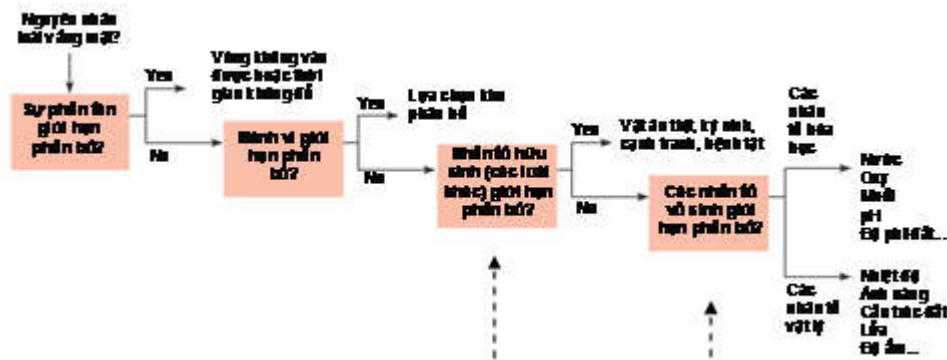 Nguyên nhân
loài vắng mặt?
Sự phân tán
giới hạn
phân bố?
Yes
Vùng không vào
được hoặc thời
gian không đủ
No
Hành vi giới
hạn phân
bố?
Yes
Lựa chọn khu
phân bố
No
Nhân tố hữu
sinh (các loài
khác) giới hạn
phân bố?
Yes
Vật ăn thịt, ký sinh,
cạnh tranh, bệnh tật
No
Các nhân tố
vô sinh giới
hạn phân bố?
Các
nhân
tố hóa
học
Nước
Oxy
Muối
pH
Độ phì đất...
Các
nhân tố
vật lý
Nhiệt độ
Ánh sáng
Cấu trúc đất
Lửa
Độ ẩm...